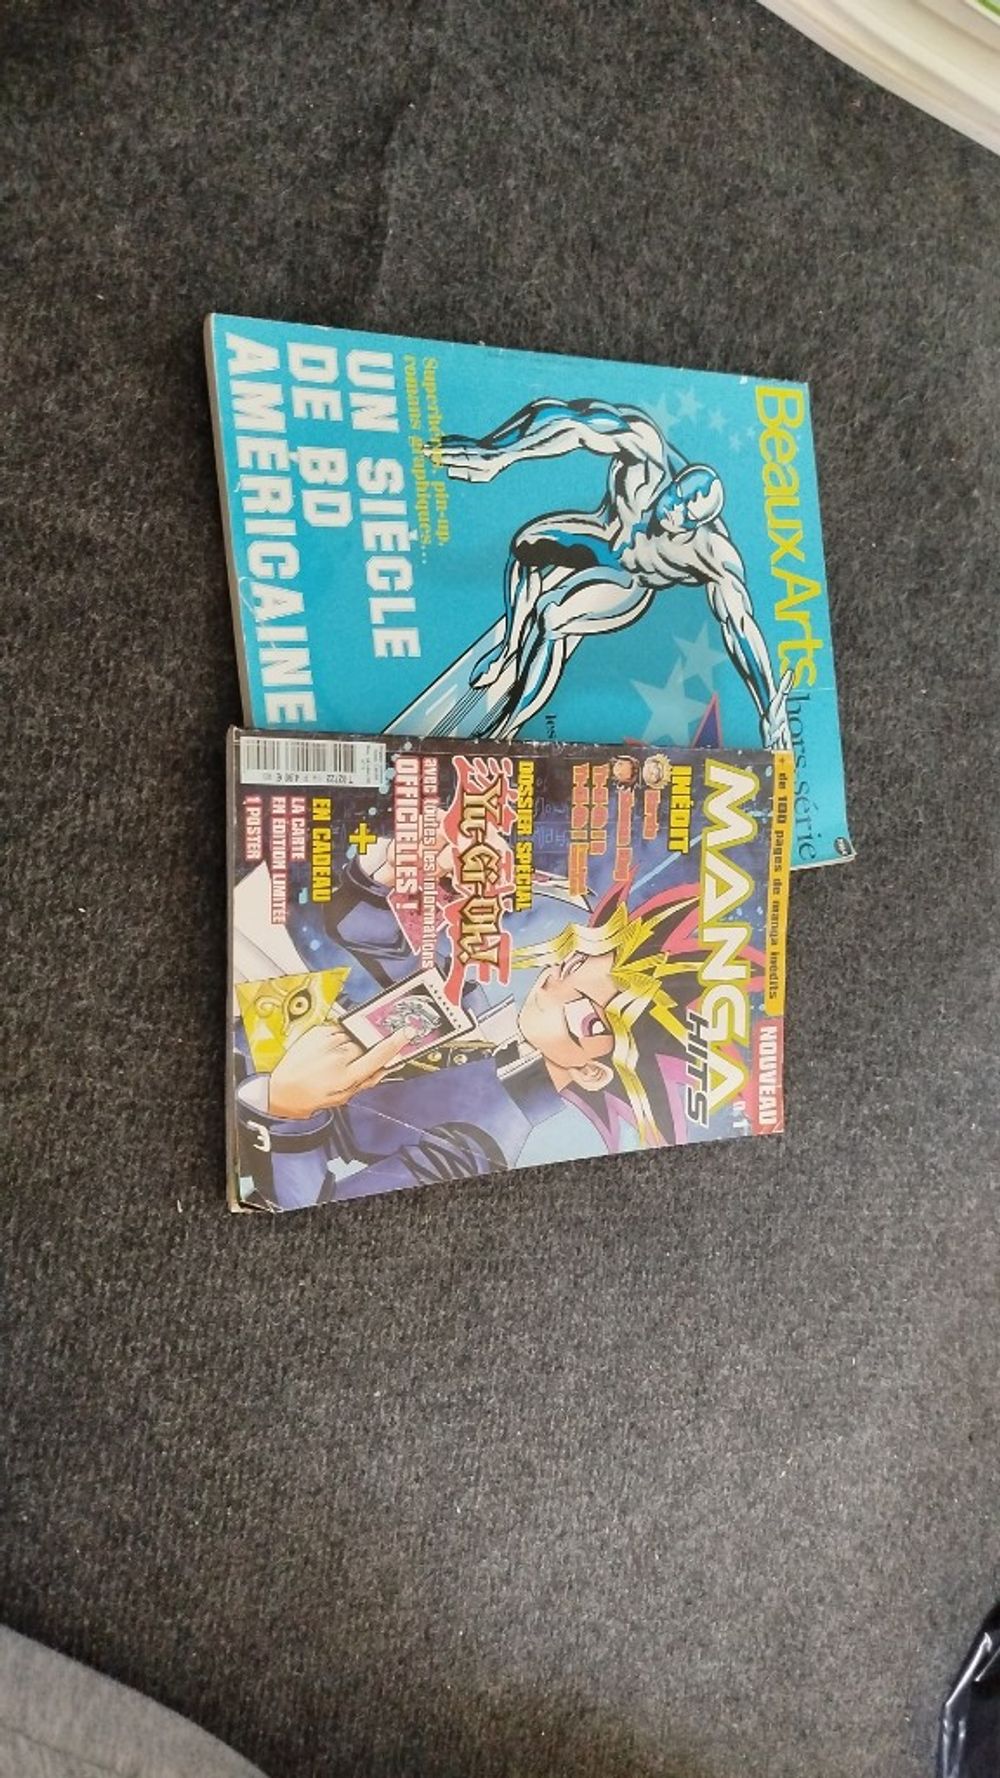 BeauxArts
hors-série
Superhéros, pin-up,
romans graphiques...
UN SIÈCLE
DE BD
AMÉRICAINE
les
+ de 100 pages de manga inédits
NOUVEAU
MANGA
HITS
INÉDIT
DOSSIER SPÉCIAL
YU-GI-OH!
avec toutes les informations
OFFICIELLES !
+
EN CADEAU
LA CARTE
EN ÉDITION LIMITÉE
1 POSTER